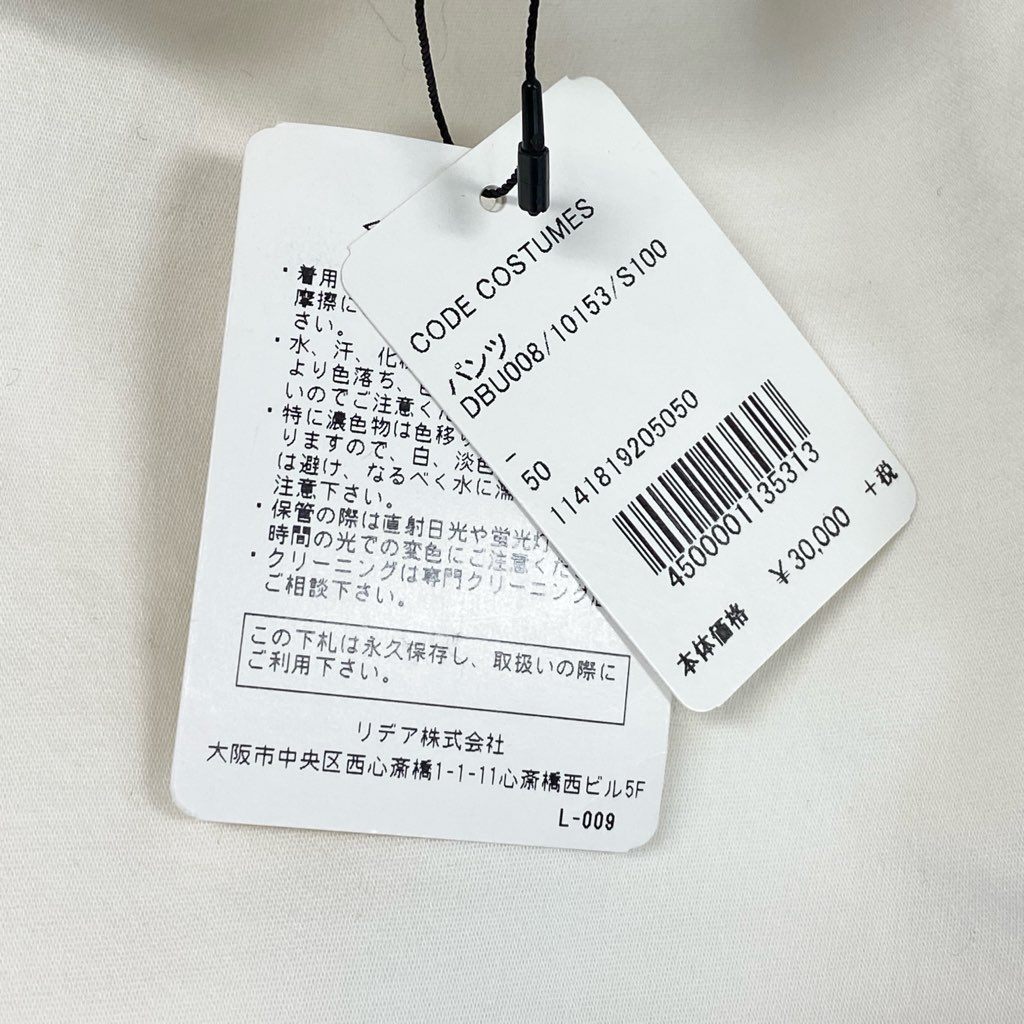 CODE COSTUMES
パンツ
DBU008/10153/S100
-
50
1141819205050
4500001135313
本体価格 ¥30,000 +税
・着用
摩擦に
さい。
・水、汗、化
より色落ち、
いのでご注意くだ
・特に濃色物は色移
りますので、白、淡色
は避け、なるべく水に濡
注意下さい。
・保管の際は直射日光や蛍光灯
時間の光での変色にご注意くだ
・クリーニングは専門クリーニング
ご相談下さい。
この下札は永久保存し、取扱いの際に
ご利用下さい。
リデア株式会社
大阪市中央区西心斎橋1-1-11心斎橋西ビル5F
L-009